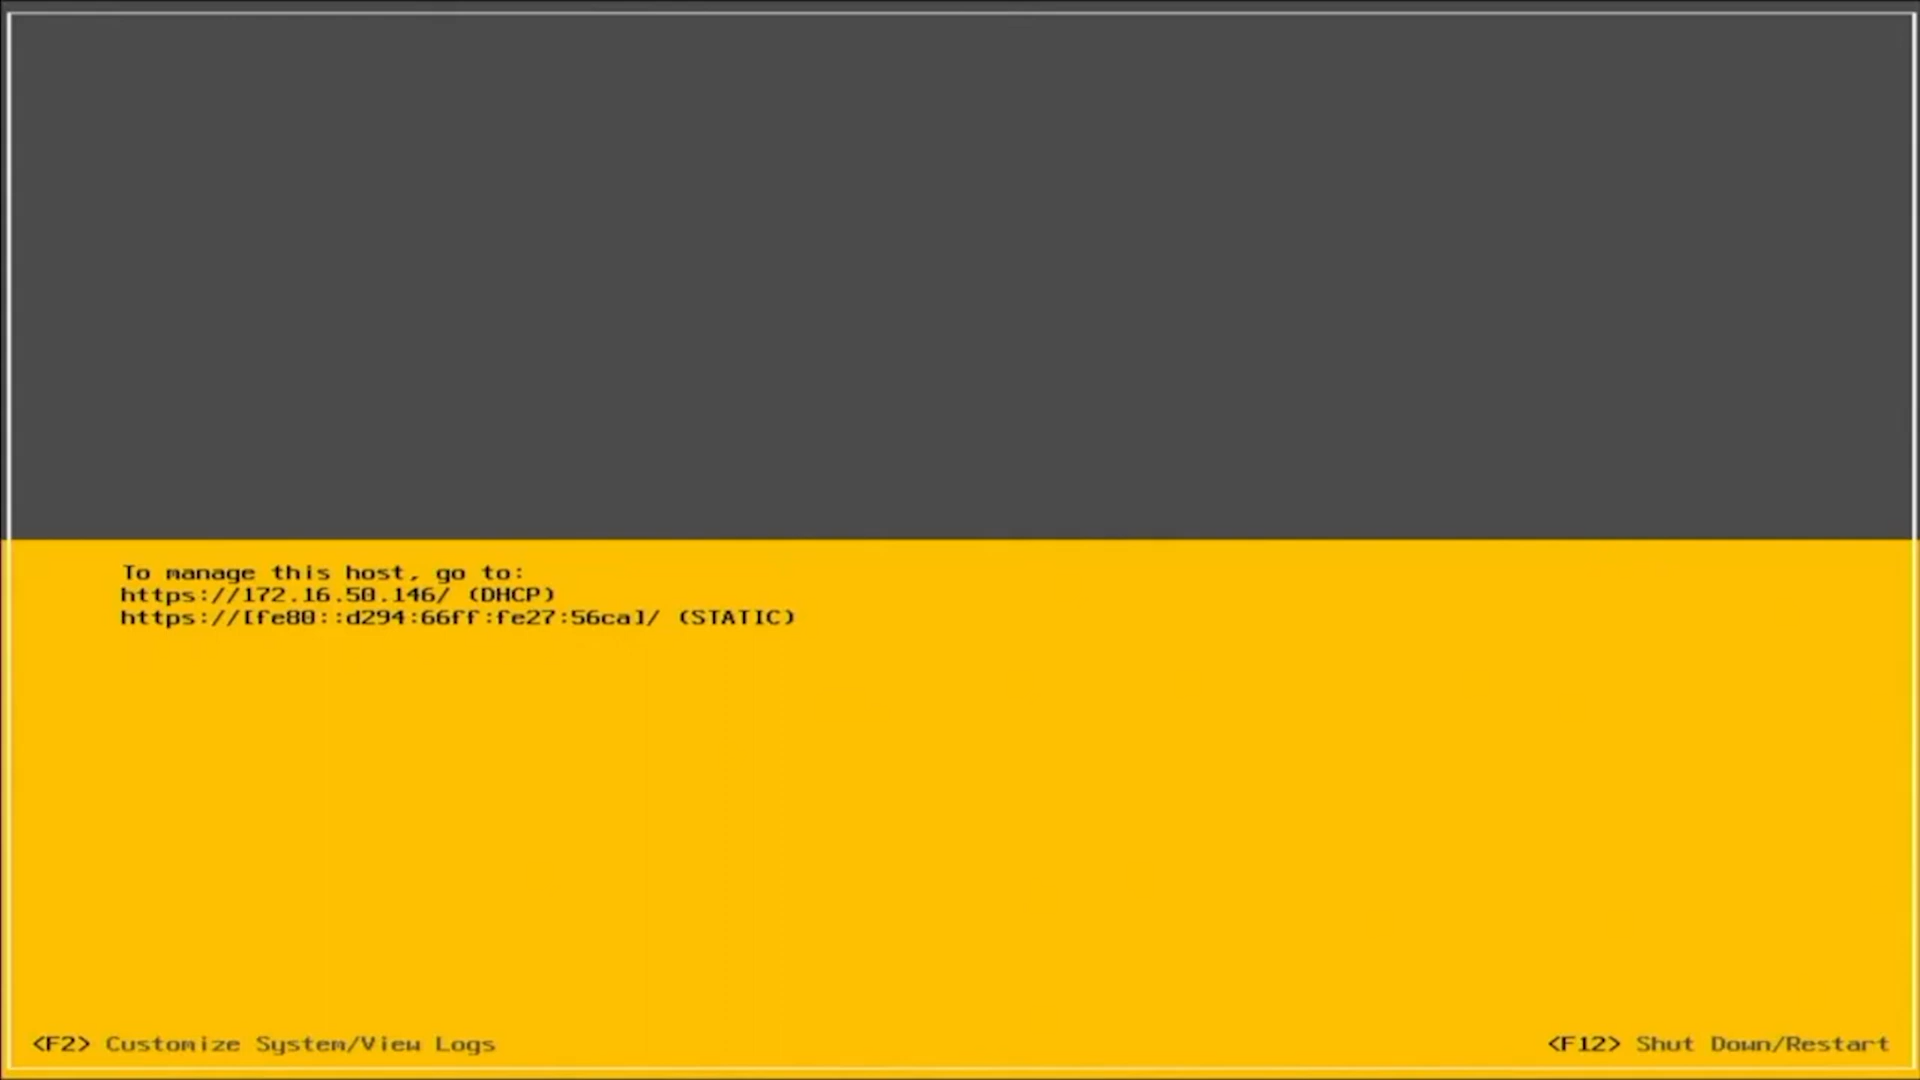 To manage this host, go to:
https://172.16.50.146/ (DHCP)
https://[fe80::d294:66ff:fe27:56ca]/ (STATIC)
<F2> Customize System/View Logs
<F12> Shut Down/Restart